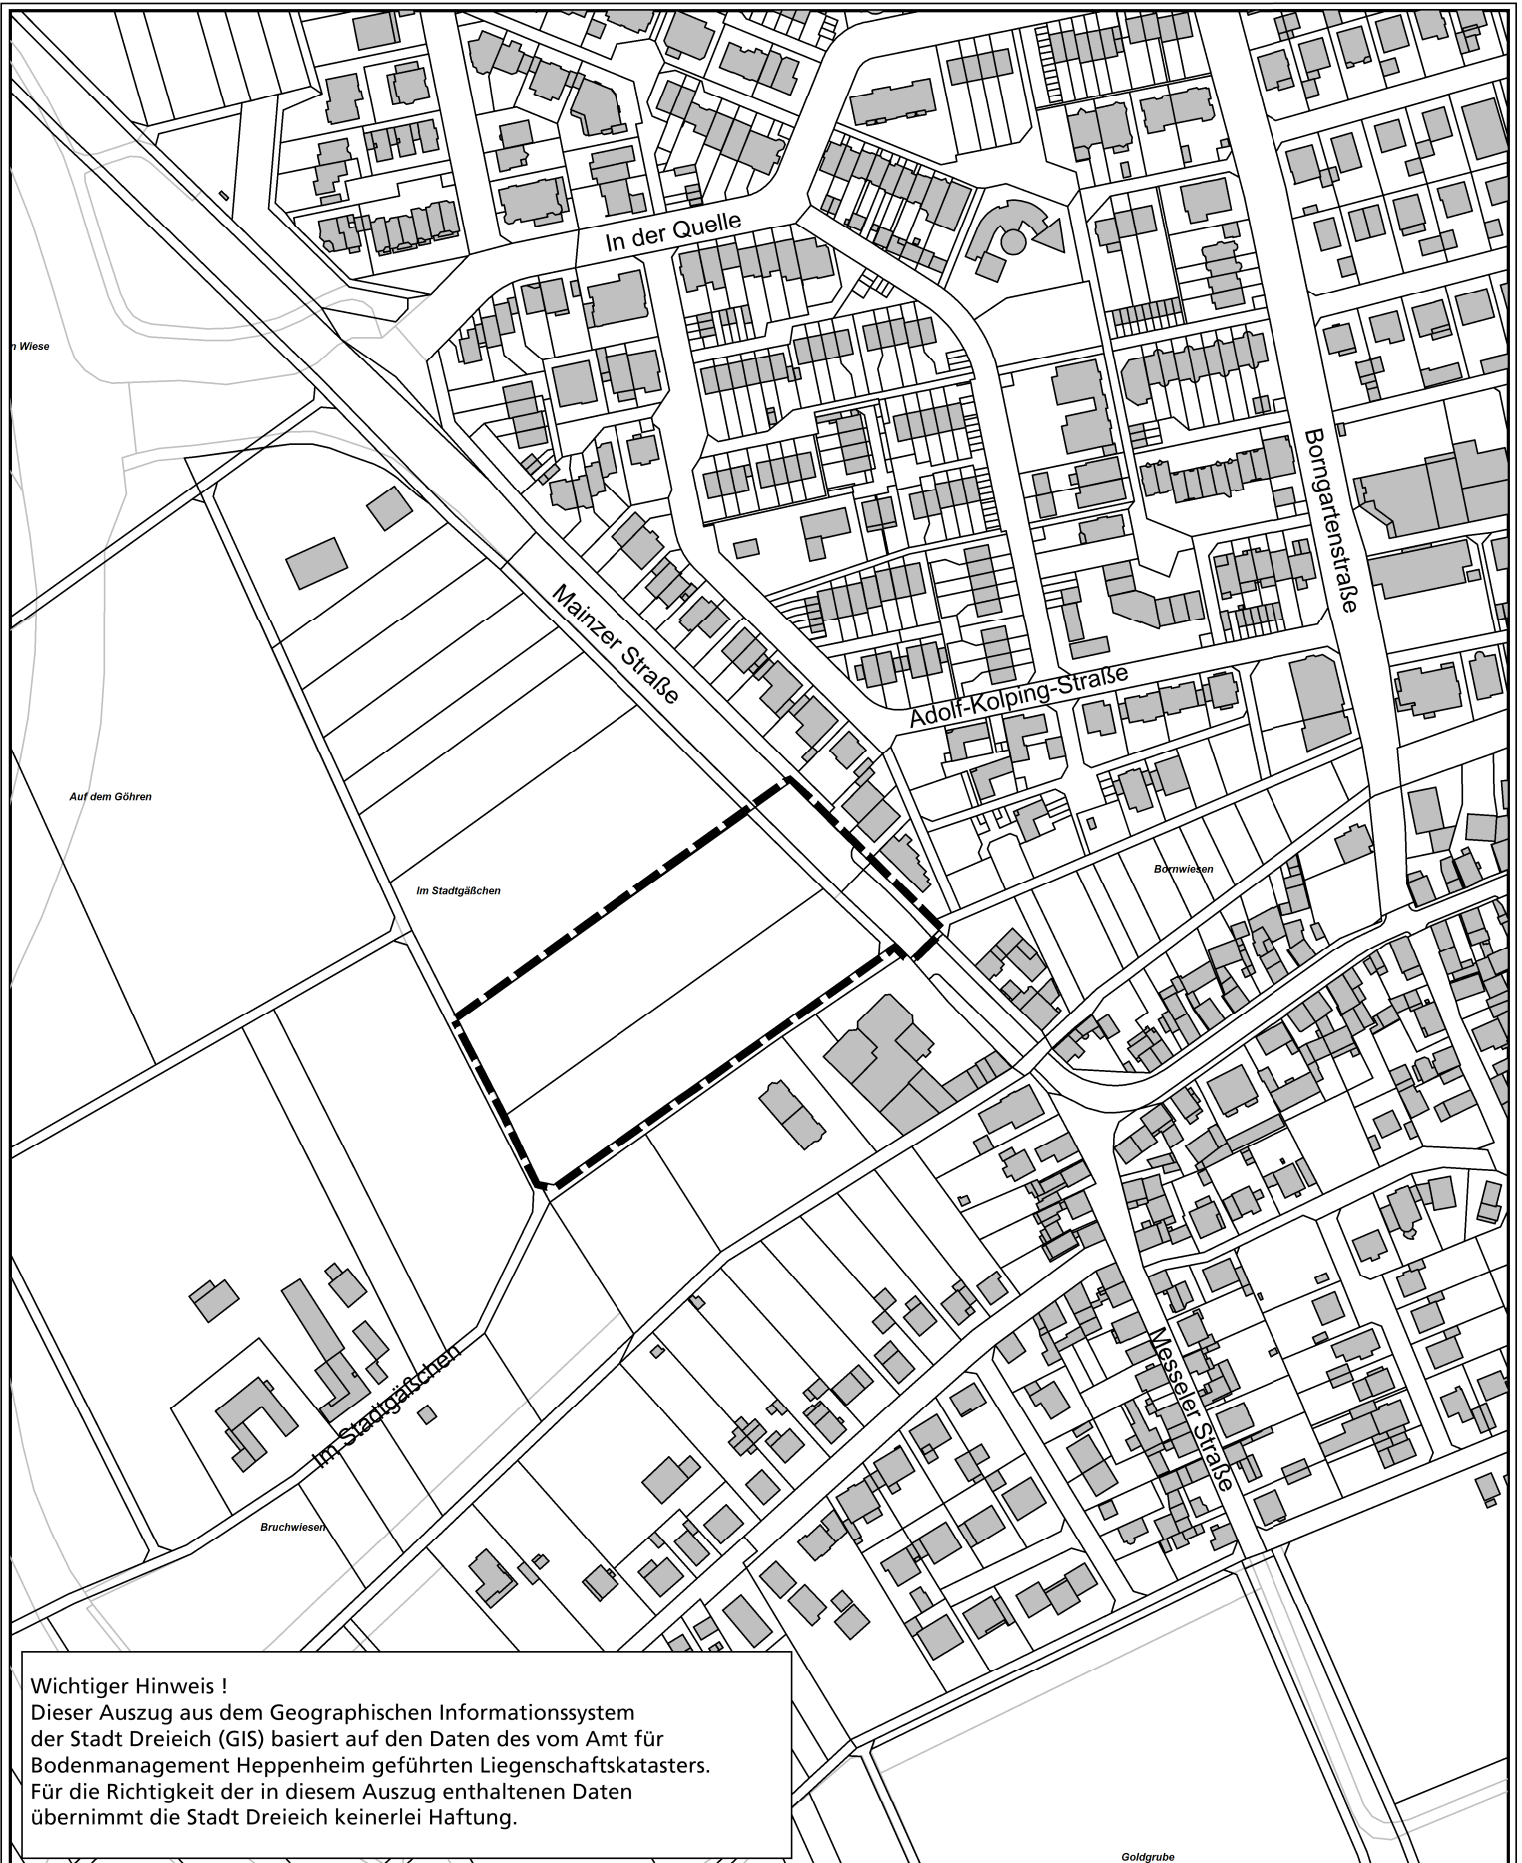 In der Quelle
n Wiese
Borngartenstraße
Mainzer Straße
Adolf-Kolping-Straße
Auf dem Göhren
Im Stadtgäßchen
Bornwiesen
Messeler Straße
Im Stadtgäßchen
Bruchwiesen
Wichtiger Hinweis !
Dieser Auszug aus dem Geographischen Informationssystem
der Stadt Dreieich (GIS) basiert auf den Daten des vom Amt für
Bodenmanagement Heppenheim geführten Liegenschaftskatasters.
Für die Richtigkeit der in diesem Auszug enthaltenen Daten
übernimmt die Stadt Dreieich keinerlei Haftung.
Goldgrube